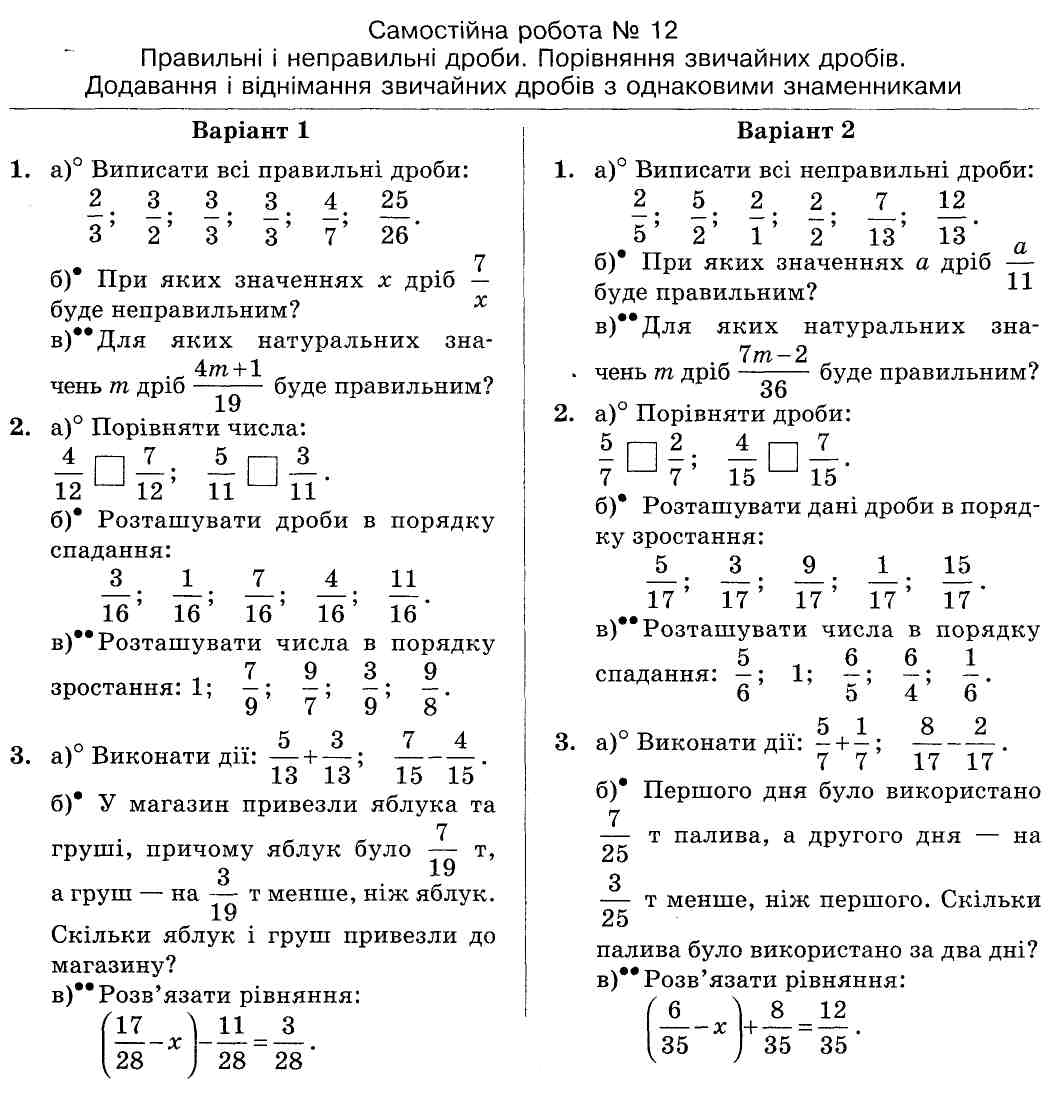 Самостійна робота № 12
Правильні і неправильні дроби. Порівняння звичайних дробів.
Додавання і віднімання звичайних дробів з однаковими знаменниками
Варіант 1
1. а)° Виписати всі правильні дроби:
2/3; 3/2; 3/3; 3/3; 4/7; 25/26.
б)• При яких значеннях x дріб 7/x
буде неправильним?
в)••Для яких натуральних зна-
чень m дріб (4m+1)/19 буде правильним?
2. а)° Порівняти числа:
4/12 □ 7/12; 5/11 □ 3/11.
б)• Розташувати дроби в порядку
спадання:
3/16; 1/16; 7/16; 4/16; 11/16.
в)••Розташувати числа в порядку
зростання: 1; 7/9; 9/7; 3/9; 9/8.
3. а)° Виконати дії: 5/13 + 3/13; 7/15 − 4/15.
б)• У магазин привезли яблука та
груші, причому яблук було 7/19 т,
а груш — на 3/19 т менше, ніж яблук.
Скільки яблук і груш привезли до
магазину?
в)••Розв’язати рівняння:
(17/28 − x) − 11/28 = 3/28.
Варіант 2
1. а)° Виписати всі неправильні дроби:
2/5; 5/2; 2/1; 2/2; 7/13; 12/13.
б)• При яких значеннях a дріб a/11
буде правильним?
в)••Для яких натуральних зна-
чень m дріб (7m−2)/36 буде правильним?
2. а)° Порівняти дроби:
5/7 □ 2/7; 4/15 □ 7/15.
б)• Розташувати дані дроби в поряд-
ку зростання:
5/17; 3/17; 9/17; 1/17; 15/17.
в)••Розташувати числа в порядку
спадання: 5/6; 1; 6/5; 6/4; 1/6.
3. а)° Виконати дії: 5/7 + 1/7; 8/17 − 2/17.
б)• Першого дня було використано
7/25 т палива, а другого дня — на
3/25 т менше, ніж першого. Скільки
палива було використано за два дні?
в)••Розв’язати рівняння:
(6/35 − x) + 8/35 = 12/35.